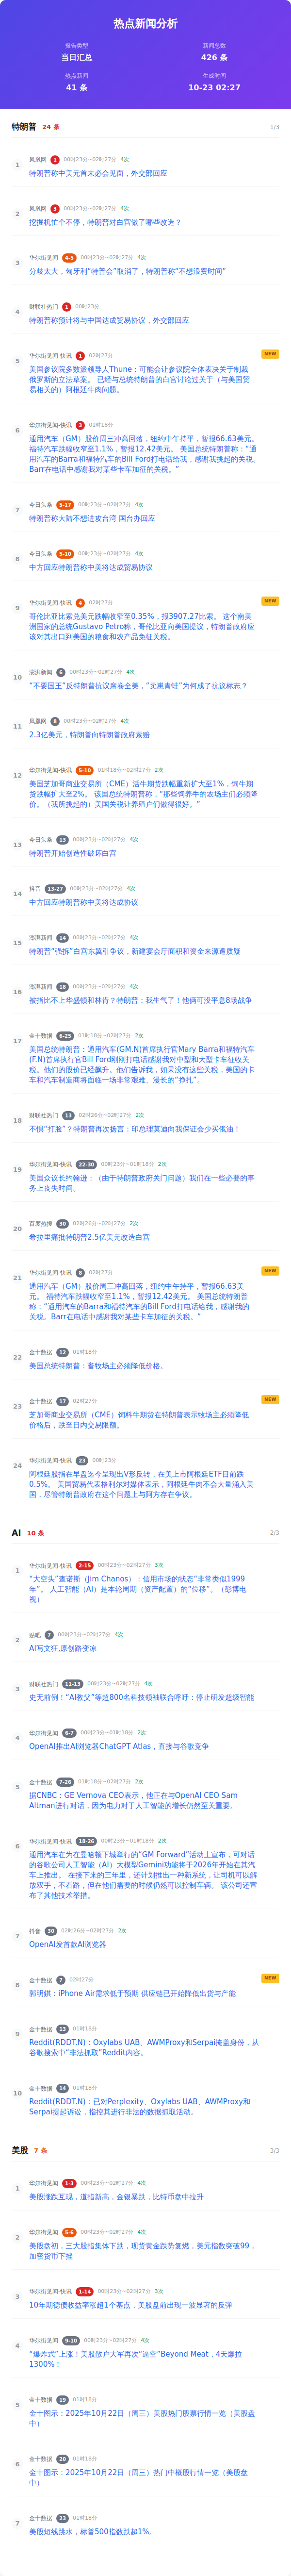 热点新闻分析
报告类型
新闻总数
当日汇总
426 条
热点新闻
生成时间
41 条
10-23 02:27
特朗普 24 条 1/3
1 凤凰网 1 00时23分~02时27分 4次
特朗普称中美元首未必会见面，外交部回应
2 凤凰网 3 00时23分~02时27分 4次
挖掘机忙个不停，特朗普对白宫做了哪些改造？
3 华尔街见闻 4-5 00时23分~02时27分 4次
分歧太大，匈牙利“特普会”取消了，特朗普称“不想浪费时间”
4 财联社热门 1 00时23分
特朗普预计将与中国达成贸易协议，外交部回应
5 华尔街见闻-快讯 1 02时27分 NEW
美国参议院多数派领导人Thune：可能会让参议院全体表决关于制裁
俄罗斯的立法草案。 已经与总统特朗普的白宫讨论过关于（与美国贸
易相关的）阿根廷牛肉问题。
6 华尔街见闻-快讯 3 01时18分
通用汽车（GM）股价周三冲高回落，纽约中午持平，暂报66.63美元。
福特汽车跌幅收窄至1.1%，暂报12.42美元。 美国总统特朗普称：“通
用汽车的Barra和福特汽车的Bill Ford打电话给我，感谢我挑起的关税。
Barr在电话中感谢我对某些卡车加征的关税。”
7 今日头条 5-17 00时23分~02时27分 4次
特朗普称大陆不想进攻台湾 国台办回应
8 今日头条 5-10 00时23分~02时27分 4次
中方回应特朗普称中美将达成贸易协议
9 华尔街见闻-快讯 4 02时27分 NEW
哥伦比亚比索兑美元跌幅收窄至0.35%，报3907.27比索。 这个南美
洲国家的总统Gustavo Petro称，哥伦比亚向美国提议，特朗普政府应
该对其出口到美国的粮食和农产品免征关税。
10 澎湃新闻 6 00时23分~02时27分 4次
“不要国王”反特朗普抗议席卷全美，“卖崽青蛙”为何成了抗议标志？
11 凤凰网 8 00时23分~02时27分 4次
2.3亿美元，特朗普向特朗普政府索赔
12 华尔街见闻-快讯 5-10 01时18分~02时27分 2次
美国芝加哥商业交易所（CME）活牛期货跌幅重新扩大至1%，饲牛期
货跌幅扩大至2%。 该国总统特朗普称，“那些饲养牛的农场主们必须降
价。（我所挑起的）美国关税让养殖户们做得很好。”
13 今日头条 13 00时23分~02时27分 4次
特朗普开始创造性破坏白宫
14 抖音 13-27 00时23分~02时27分 4次
中方回应特朗普称中美将达成协议
15 澎湃新闻 14 00时23分~02时27分 4次
特朗普“强拆”白宫东翼引争议，新建宴会厅面积和资金来源遭质疑
16 澎湃新闻 18 00时23分~02时27分 4次
被指比不上华盛顿和林肯？特朗普：我生气了！他俩可没平息8场战争
17 金十数据 6-25 01时18分~02时27分 2次
美国总统特朗普：通用汽车(GM.N)首席执行官Mary Barra和福特汽车
(F.N)首席执行官Bill Ford刚刚打电话感谢我对中型和大型卡车征收关
税。他们的股价已经飙升。他们告诉我，如果没有这些关税，美国的卡
车和汽车制造商将面临一场非常艰难、漫长的“挣扎”。
18 财联社热门 13 02时26分~02时27分 2次
不惧“打脸”？特朗普再次扬言：印总理莫迪向我保证会少买俄油！
19 华尔街见闻-快讯 22-30 00时23分~01时18分 2次
美国众议长约翰逊：（由于特朗普政府关门问题）我们在一些必要的事
务上丧失时间。
20 百度热搜 30 02时26分~02时27分 2次
希拉里痛批特朗普2.5亿美元改造白宫
21 华尔街见闻-快讯 8 02时27分 NEW
通用汽车（GM）股价周三冲高回落，纽约中午持平，暂报66.63美
元。 福特汽车跌幅收窄至1.1%，暂报12.42美元。 美国总统特朗普
称：“通用汽车的Barra和福特汽车的Bill Ford打电话给我，感谢我的
关税。Barr在电话中感谢我对某些卡车加征的关税。”
22 金十数据 12 01时18分
美国总统特朗普：畜牧场主必须降低价格。
23 金十数据 17 02时27分 NEW
芝加哥商业交易所（CME）饲料牛期货在特朗普表示牧场主必须降低
价格后，跌至日内交易限额。
24 华尔街见闻-快讯 23 00时23分
阿根廷股指在早盘迄今呈现出V形反转，在美上市阿根廷ETF目前跌
0.5%。 美国贸易代表格利尔对媒体表示，阿根廷牛肉不会大量涌入美
国，尽管特朗普政府在这个问题上与阿方存在争议。
AI 10 条 2/3
1 华尔街见闻-快讯 2-15 00时23分~02时27分 3次
“大空头”查诺斯（Jim Chanos）：信用市场的状态“非常类似1999
年”。 人工智能（AI）是本轮周期（资产配置）的“位移”。（彭博电
视）
2 贴吧 7 00时23分~02时27分 4次
AI写文狂,原创路变凉
3 财联社热门 11-13 00时23分~02时27分 4次
史无前例！“AI教父”等超800名科技领袖联合呼吁：停止研发超级智能
4 华尔街见闻 6-7 00时23分~01时18分 2次
OpenAI推出AI浏览器ChatGPT Atlas，直接与谷歌竞争
5 金十数据 7-26 01时18分~02时27分 2次
据CNBC：GE Vernova CEO表示，他正在与OpenAI CEO Sam
Altman进行对话，因为电力对于人工智能的增长仍然至关重要。
6 华尔街见闻-快讯 18-26 00时23分~01时18分 2次
通用汽车在为在曼哈顿下城举行的“GM Forward”活动上宣布，可对话
的谷歌公司人工智能（AI）大模型Gemini功能将于2026年开始在其汽
车上推出。 在接下来的三年里，还计划推出一种新系统，让司机可以解
放双手，不看路，但在他们需要的时候仍然可以控制车辆。 该公司还宣
布了其他技术举措。
7 抖音 30 02时26分~02时27分 2次
OpenAI发首款AI浏览器
8 金十数据 7 02时27分 NEW
郭明錤：iPhone Air需求低于预期 供应链已开始降低出货与产能
9 金十数据 13 01时18分
Reddit(RDDT.N)：Oxylabs UAB、AWMProxy和Serpai掩盖身份，从
谷歌搜索中“非法抓取”Reddit内容。
10 金十数据 14 01时18分
Reddit(RDDT.N)：已对Perplexity、Oxylabs UAB、AWMProxy和
Serpai提起诉讼，指控其进行非法的数据抓取活动。
美股 7 条 3/3
1 华尔街见闻 1-3 00时23分~02时27分 4次
美股涨跌互现，道指新高，金银暴跌，比特币盘中拉升
2 华尔街见闻 5-6 00时23分~02时27分 4次
美股盘初，三大股指集体下跌，现货黄金跌势复燃，美元指数突破99，
加密货币下挫
3 华尔街见闻-快讯 1-14 00时23分~02时27分 3次
10年期德债收益率涨超1个基点，美股盘前出现一波显著的反弹
4 华尔街见闻 9-10 00时23分~02时27分 4次
“爆炸式”上涨！美股散户大军再次“逼空”Beyond Meat，4天爆拉
1300%！
5 金十数据 19 01时18分
金十图示：2025年10月22日（周三）美股热门股票行情一览（美股盘
中）
6 金十数据 20 01时18分
金十图示：2025年10月22日（周三）热门中概股行情一览（美股盘
中）
7 金十数据 23 01时18分
美股短线跳水，标普500指数跌超1%。